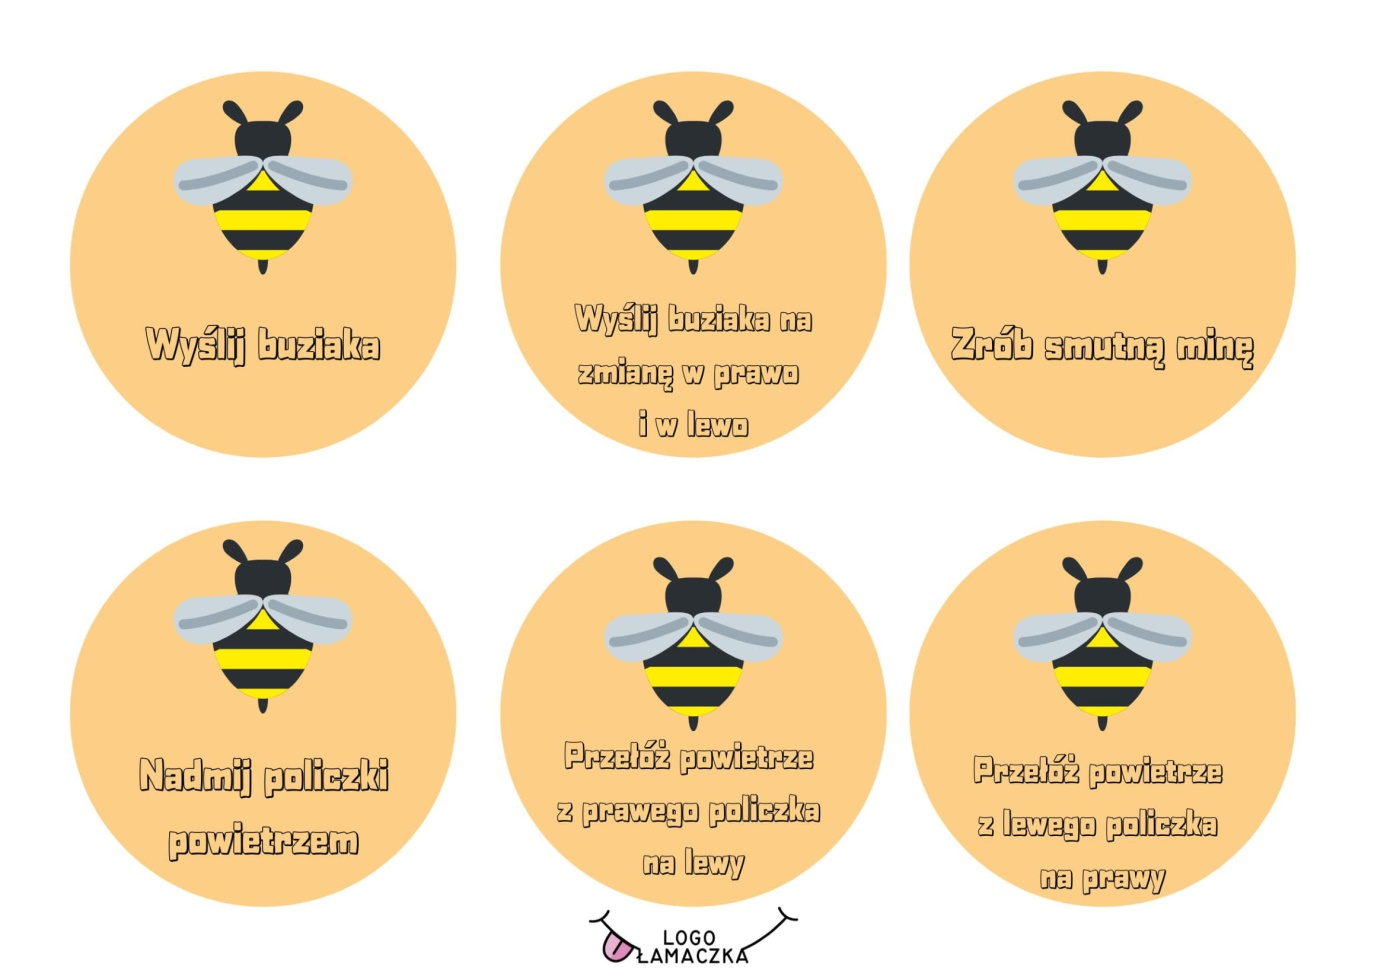 Wyślij buziaka
Wyślij buziaka na
zmianę w prawo
i w lewo
Zrób smutną minę
Nadmij policzki
powietrzem
Przełóż powietrze
z prawego policzka
na lewy
Przełóż powietrze
z lewego policzka
na prawy
LOGO
ŁAMACZKA